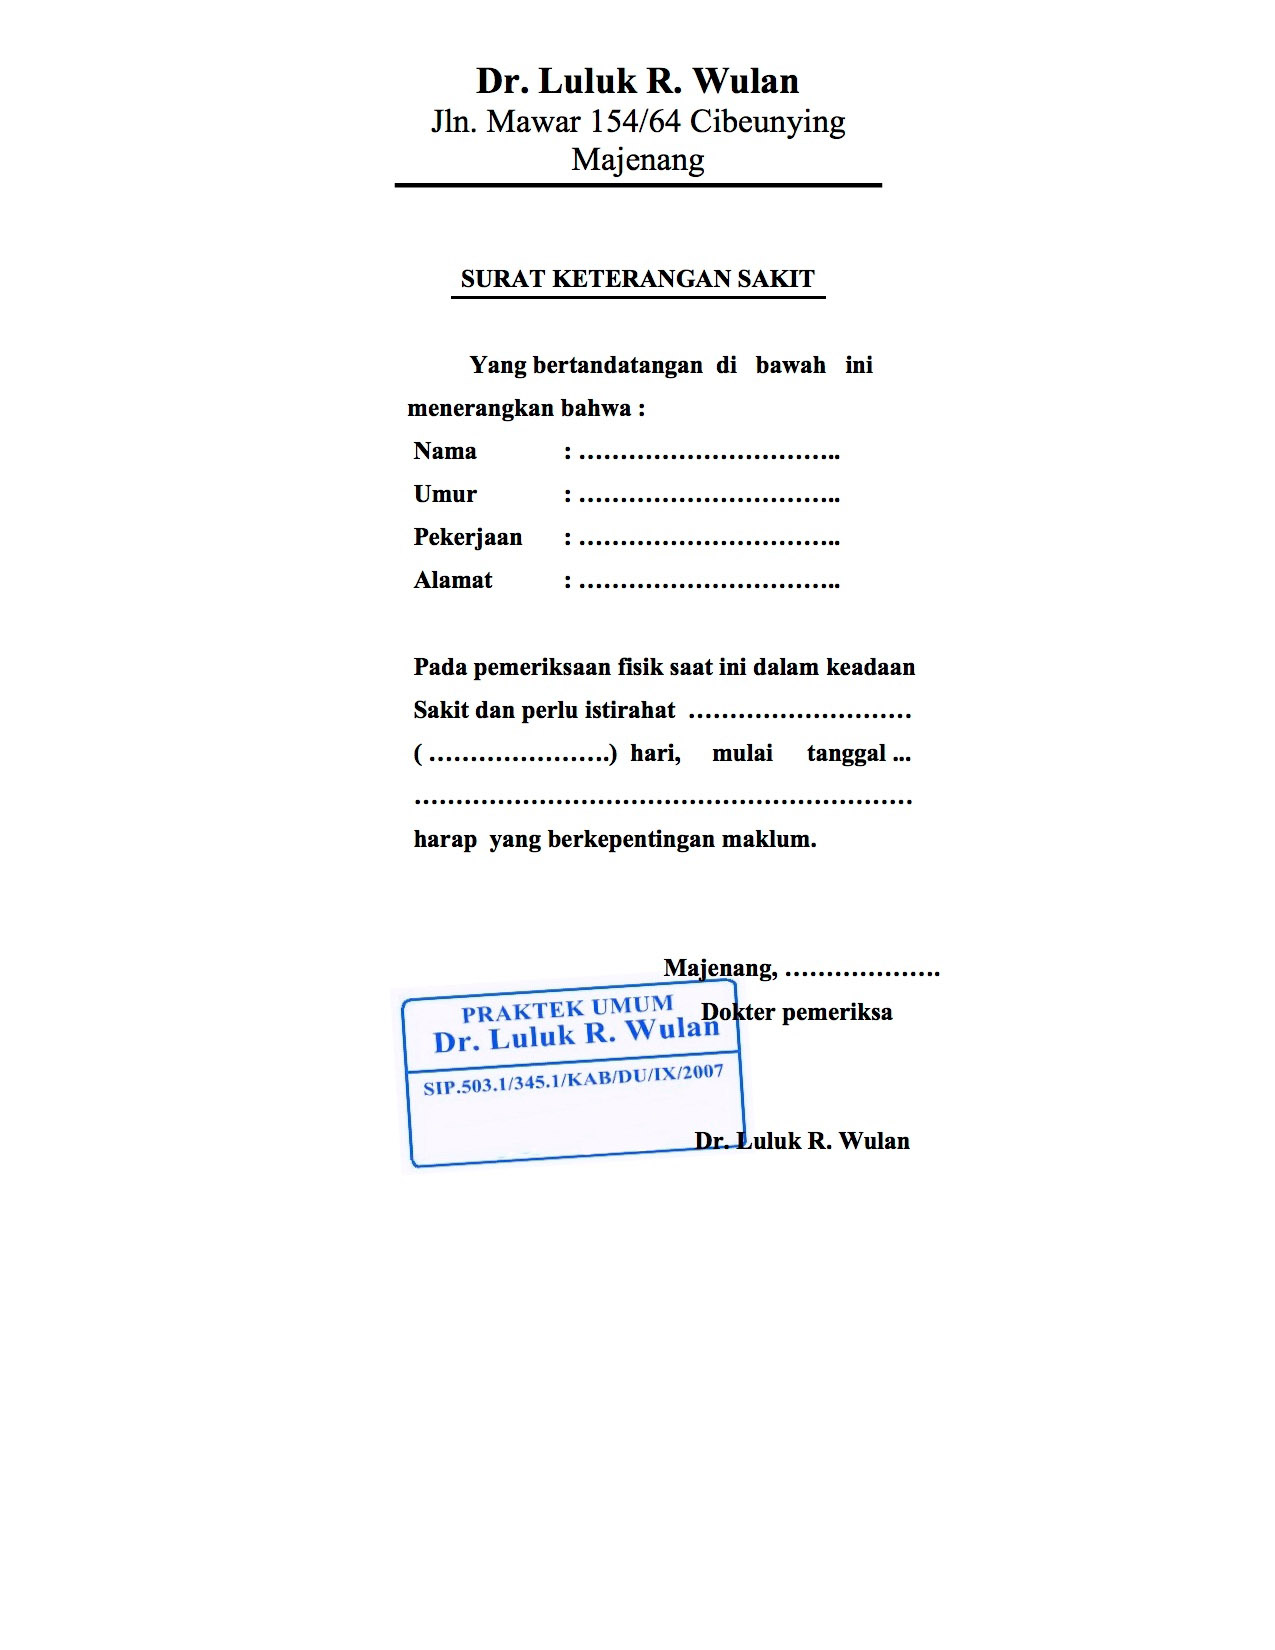 Dr. Luluk R. Wulan
Jln. Mawar 154/64 Cibeunying
Majenang
SURAT KETERANGAN SAKIT
Yang bertandatangan di bawah ini
menerangkan bahwa :
Nama : …………………………..
Umur : …………………………..
Pekerjaan : …………………………..
Alamat : …………………………..
Pada pemeriksaan fisik saat ini dalam keadaan
Sakit dan perlu istirahat ………………………
( ………………….) hari, mulai tanggal ...
……………………………………………………
harap yang berkepentingan maklum.
Majenang, ……………….
Dokter pemeriksa
PRAKTEK UMUM
Dr. Luluk R. Wulan
SIP.503.1/345.1/KAB/DU/IX/2007
Dr. Luluk R. Wulan